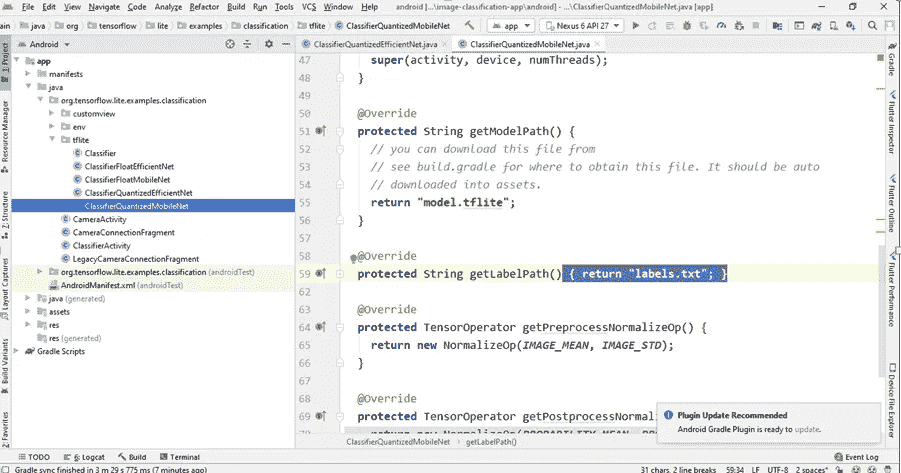 File Edit View Navigate Code Analyze Refactor Build Run Tools VCS Window Help android [...\image-classification-app\android] - ...\ClassifierQuantizedMobileNet.java [app]
java org tensorflow lite examples classification tflite ClassifierQuantizedMobileNet app Nexus 6 API 27
Android
ClassifierQuantizedEfficientNet.java
ClassifierQuantizedMobileNet.java
1: Project
Resource Manager
Z: Structure
Layout Captures
Build Variants
2: Favorites
app
manifests
java
org.tensorflow.lite.examples.classification
customview
env
tflite
Classifier
ClassifierFloatEfficientNet
ClassifierFloatMobileNet
ClassifierQuantizedEfficientNet
ClassifierQuantizedMobileNet
CameraActivity
CameraConnectionFragment
ClassifierActivity
LegacyCameraConnectionFragment
org.tensorflow.lite.examples.classification (androidTest)
AndroidManifest.xml (androidTest)
java (generated)
assets
res
res (generated)
Gradle Scripts
47 super(activity, device, numThreads);
48 }
49
50 @Override
51 protected String getModelPath() {
52 // you can download this file from
53 // see build.gradle for where to obtain this file. It should be auto
54 // downloaded into assets.
55 return "model.tflite";
56 }
57
58 @Override
59 protected String getLabelPath() { return "labels.txt"; }
62
63 @Override
64 protected TensorOperator getPreprocessNormalizeOp() {
65 return new NormalizeOp(IMAGE_MEAN, IMAGE_STD);
66 }
67
68 @Override
69 protected TensorOperator getPostprocessNormali
ClassifierQuantizedMobileNet getLabelPath()
Plugin Update Recommended
Android Gradle Plugin is ready to update.
Gradle
Flutter Inspector
Flutter Outline
Flutter Performance
Device File Explorer
TODO 6: Logcat Build Terminal Event Log
Gradle sync finished in 3 m 29 s 775 ms (7 minutes ago) 31 chars, 2 line breaks 59:34 LF UTF-8 2 spaces*